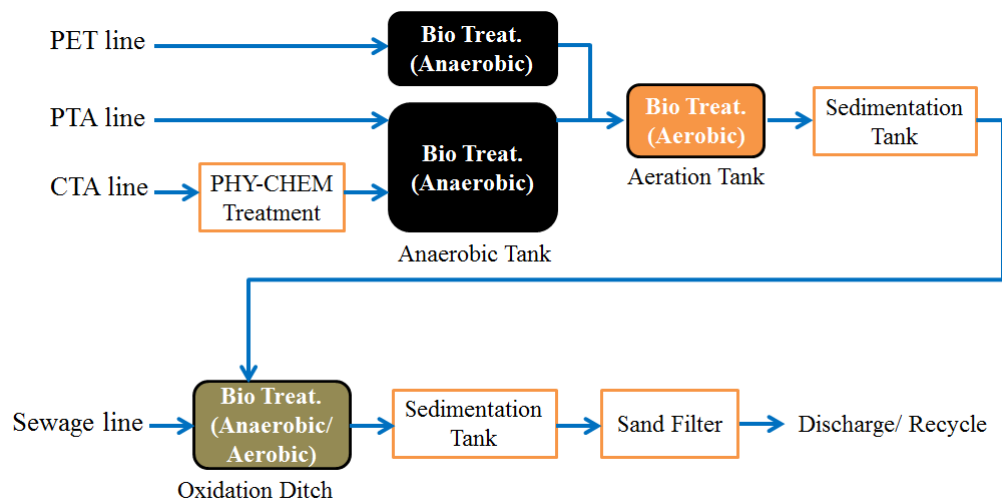 PET line
Bio Treat.
(Anaerobic)
PTA line
Bio Treat.
(Anaerobic)
CTA line
PHY-CHEM
Treatment
Anaerobic Tank
Bio Treat.
(Aerobic)
Aeration Tank
Sedimentation
Tank
Sewage line
Bio Treat.
(Anaerobic/
Aerobic)
Oxidation Ditch
Sedimentation
Tank
Sand Filter
Discharge/ Recycle